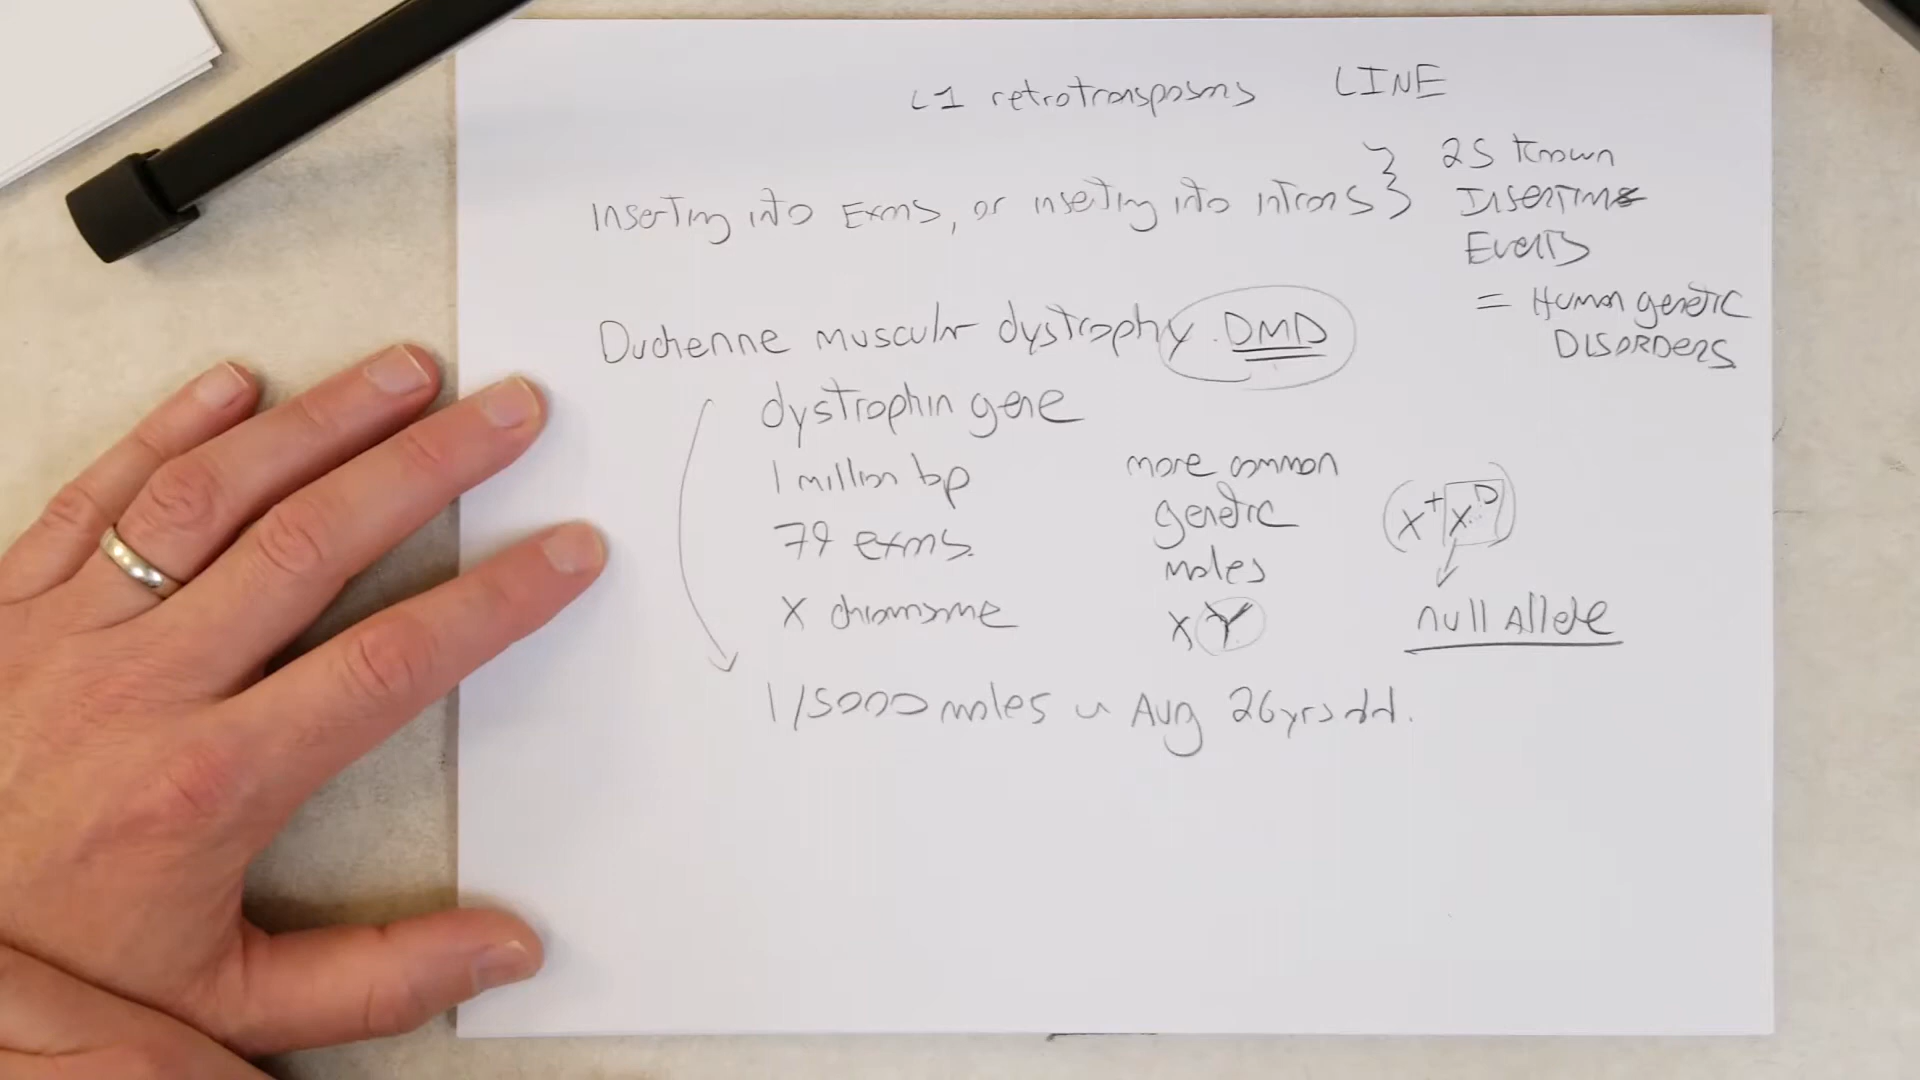 L1 retrotransposons LINE
Inserting into Exons, or inserting into introns } 25 known
Insertion
Events
= Human genetic
DISORDERS
Duchenne muscular dystrophy. DMD
dystrophin gene
1 million bp
79 exons.
X chromosome
more common
genetic
males
X Y
X+ XD
null Allele
1/5000 males ~ Avg 26 yrs old.